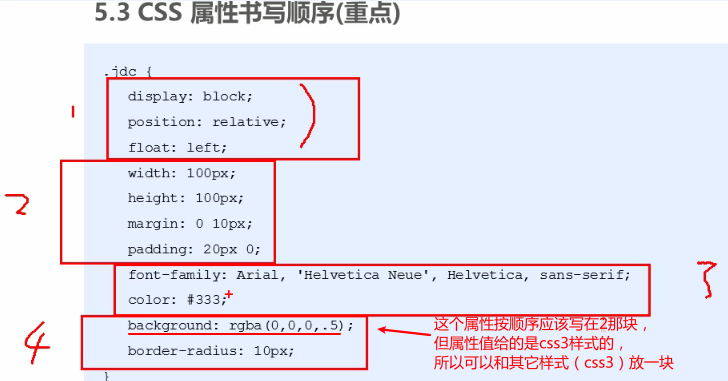 5.3 CSS 属性书写顺序(重点)
.jdc {
display: block;
position: relative;
float: left;
1
width: 100px;
height: 100px;
margin: 0 10px;
padding: 20px 0;
2
font-family: Arial, 'Helvetica Neue', Helvetica, sans-serif;
color: #333;
3
background: rgba(0,0,0,.5);
border-radius: 10px;
4
这个属性按顺序应该写在2那块，
但属性值给的是css3样式的，
所以可以和其它样式（css3）放一块
}